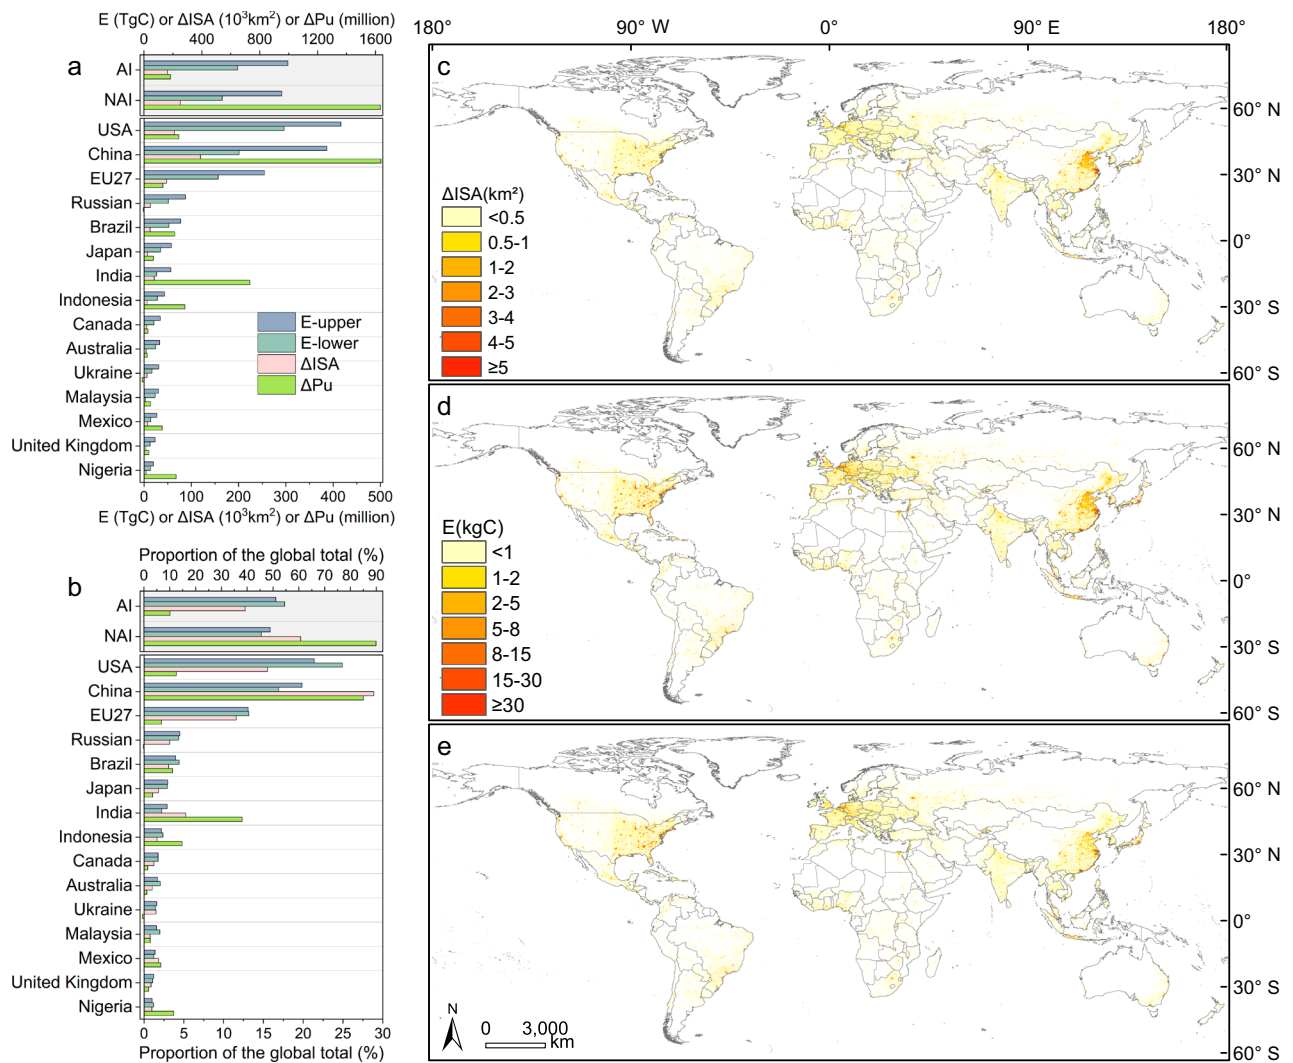 E (TgC) or ΔISA (10³km²) or ΔPu (million)
0 400 800 1200 1600
a
AI
NAI
USA
China
EU27
Russian
Brazil
Japan
India
Indonesia
Canada
Australia
Ukraine
Malaysia
Mexico
United Kingdom
Nigeria
E-upper
E-lower
ΔISA
ΔPu
0 100 200 300 400 500
E (TgC) or ΔISA (10³km²) or ΔPu (million)
Proportion of the global total (%)
0 10 20 30 40 50 60 70 80 90
b
AI
NAI
USA
China
EU27
Russian
Brazil
Japan
India
Indonesia
Canada
Australia
Ukraine
Malaysia
Mexico
United Kingdom
Nigeria
0 5 10 15 20 25 30
Proportion of the global total (%)
180° 90° W 0° 90° E 180°
c
ΔISA(km²)
<0.5
0.5-1
1-2
2-3
3-4
4-5
≥5
60° N
30° N
0°
30° S
60° S
d
E(kgC)
<1
1-2
2-5
5-8
8-15
15-30
≥30
60° N
30° N
0°
30° S
60° S
e
N
0 3,000
km
60° N
30° N
0°
30° S
60° S